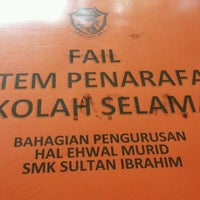 FAIL
TEM PENARAFA
KOLAH SELAMA
BAHAGIAN PENGURUSAN
HAL EHWAL MURID
SMK SULTAN IBRAHIM